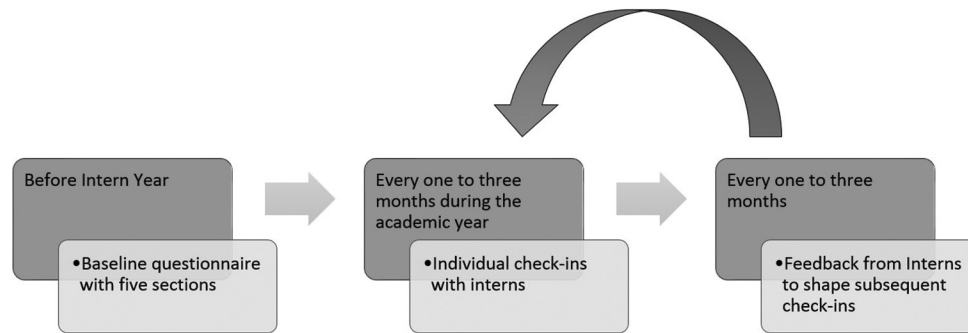 Before Intern Year
•Baseline questionnaire
with five sections
Every one to three
months during the
academic year
•Individual check-ins
with interns
Every one to three
months
•Feedback from Interns
to shape subsequent
check-ins